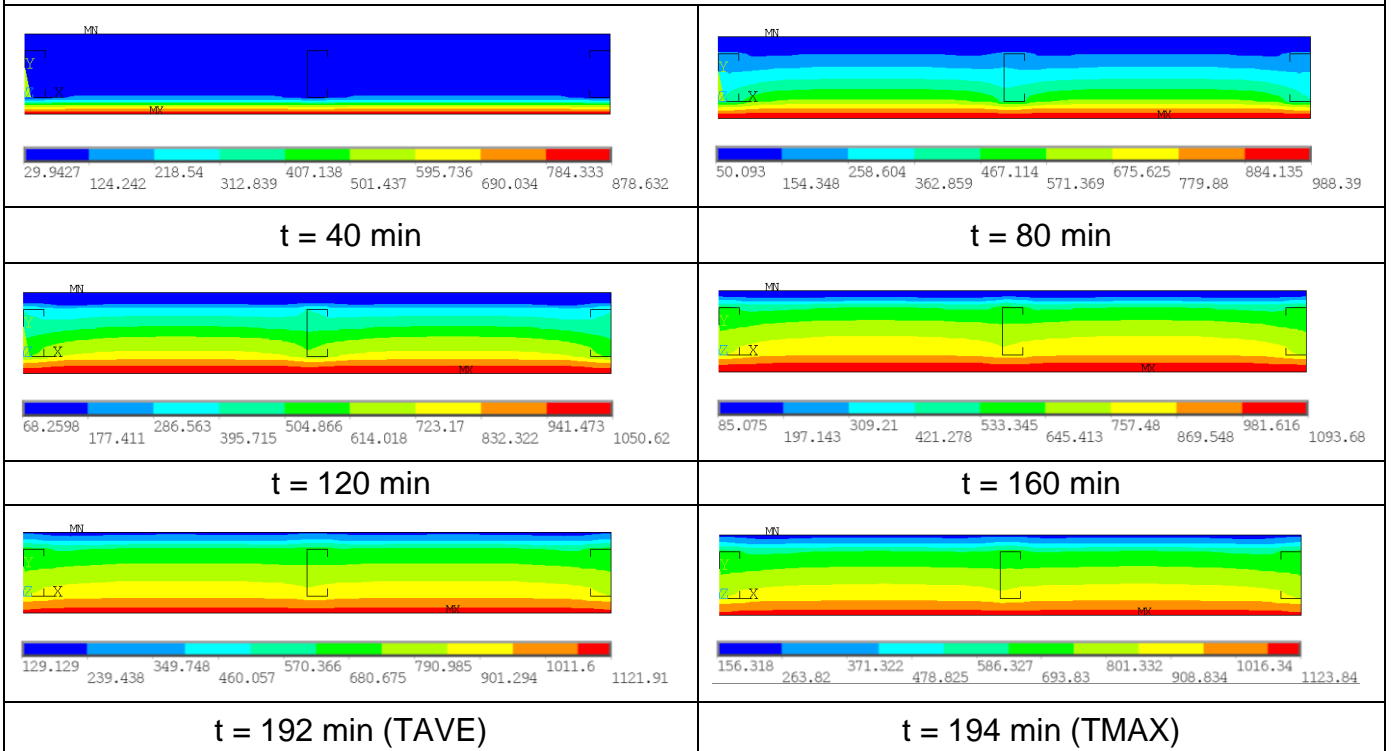 MN
MN
Y
Z X
Y
Z X
MX
MX
29.9427 218.54 407.138 595.736 784.333
124.242 312.839 501.437 690.034 878.632
50.093 258.604 467.114 675.625 884.135
154.348 362.859 571.369 779.88 988.39
t = 40 min
t = 80 min
MN
MN
Y
Z X
Y
Z X
MX
MX
68.2598 286.563 504.866 723.17 941.473
177.411 395.715 614.018 832.322 1050.62
85.075 309.21 533.345 757.48 981.616
197.143 421.278 645.413 869.548 1093.68
t = 120 min
t = 160 min
MN
MN
Y
Z X
Y
Z X
MX
MX
129.129 349.748 570.366 790.985 1011.6
239.438 460.057 680.675 901.294 1121.91
156.318 371.322 586.327 801.332 1016.34
263.82 478.825 693.83 908.834 1123.84
t = 192 min (TAVE)
t = 194 min (TMAX)